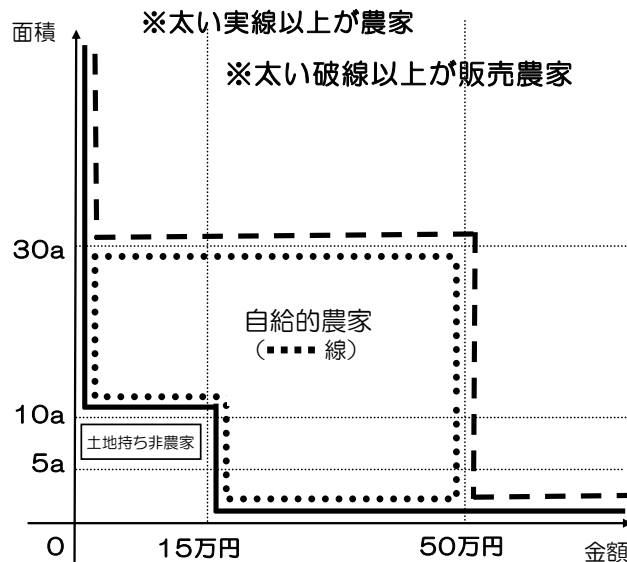 ※太い実線以上が農家
面積
※太い破線以上が販売農家
30a
自給的農家
（ 線）
10a
土地持ち非農家
5a
0
15万円
50万円
金額